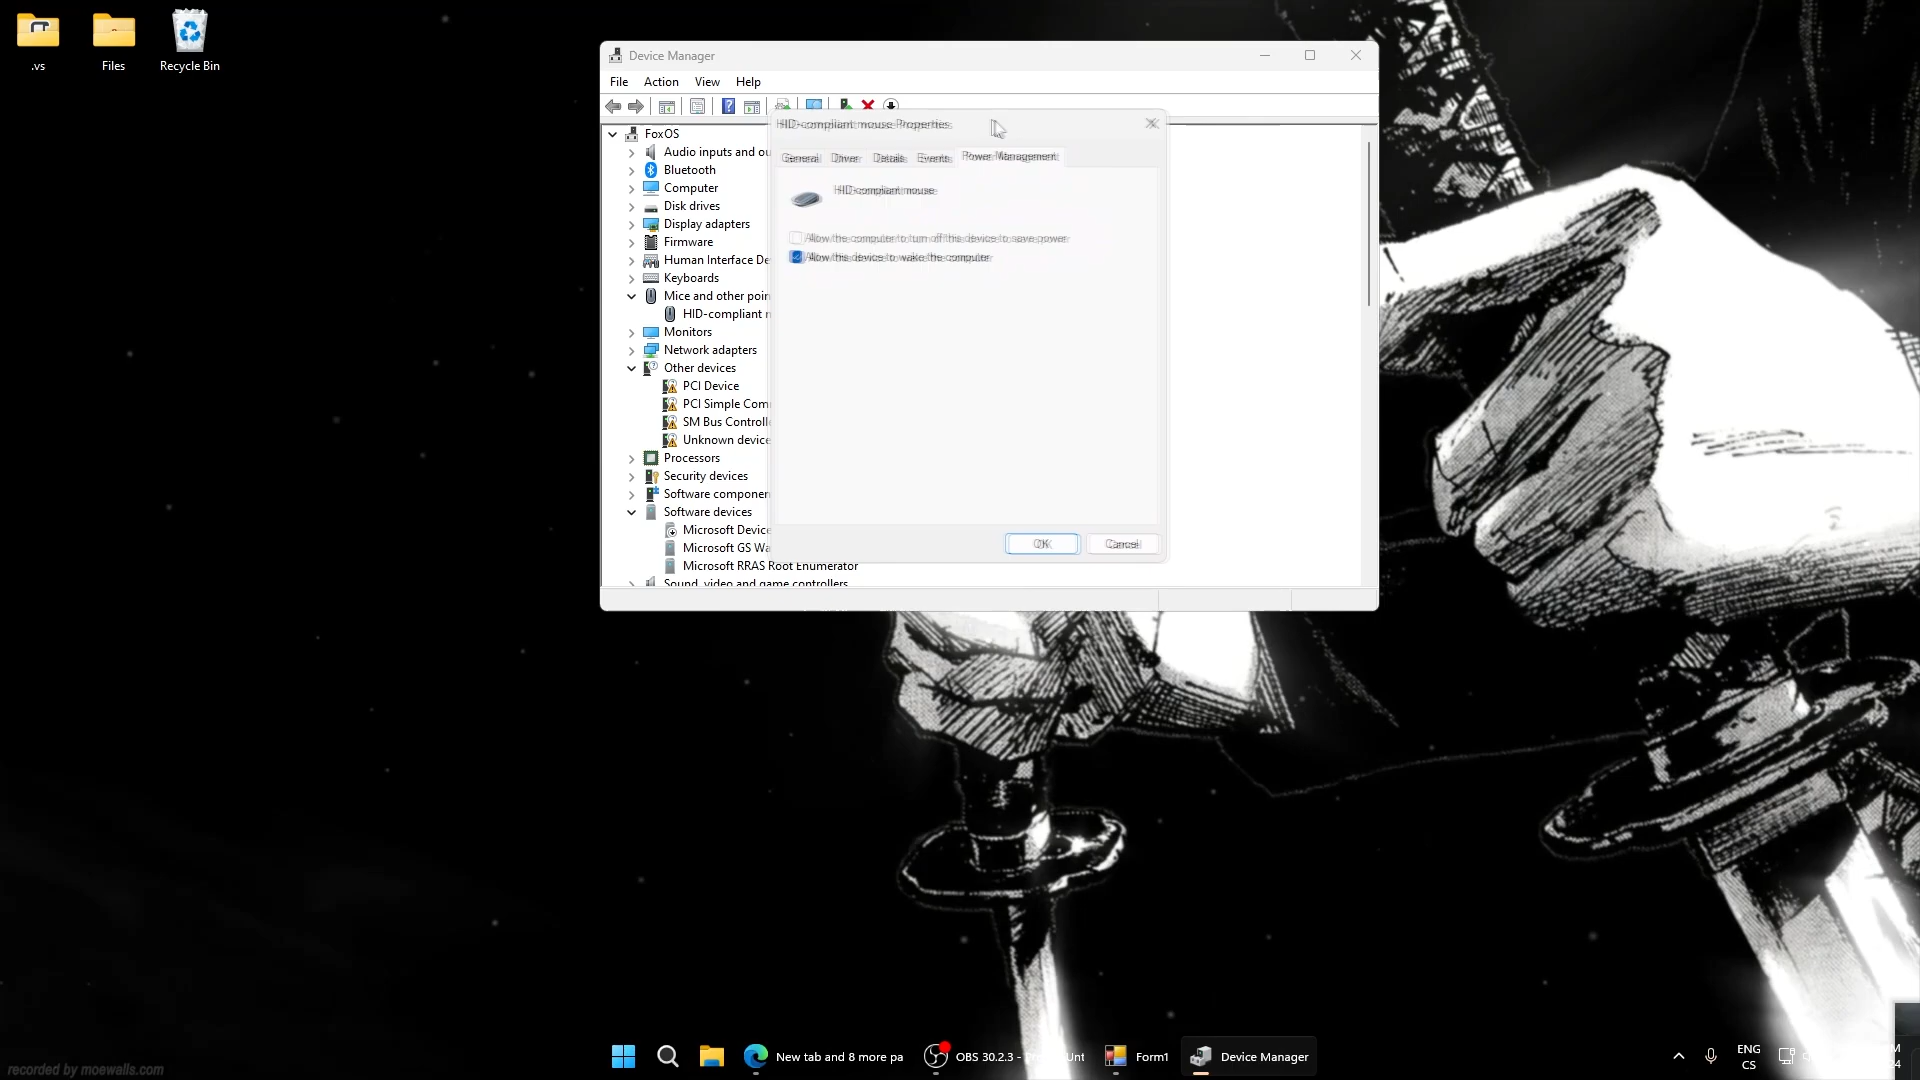 .vs
Files
Recycle Bin
Device Manager
File Action View Help
FoxOS
Audio inputs and ou
Bluetooth
Computer
Disk drives
Display adapters
Firmware
Human Interface De
Keyboards
Mice and other poin
HID-compliant m
Monitors
Network adapters
Other devices
PCI Device
PCI Simple Com
SM Bus Controll
Unknown device
Processors
Security devices
Software componen
Software devices
Microsoft Device
Microsoft GS Wa
Microsoft RRAS Root Enumerator
Sound, video and game controllers
HID-compliant mouse Properties
General Driver Details Events Power Management
HID-compliant mouse
Allow the computer to turn off this device to save power
Allow this device to wake the computer
OK Cancel
New tab and 8 more pa
OBS 30.2.3 -
Form1
Device Manager
ENG
CS
recorded by moewalls.com